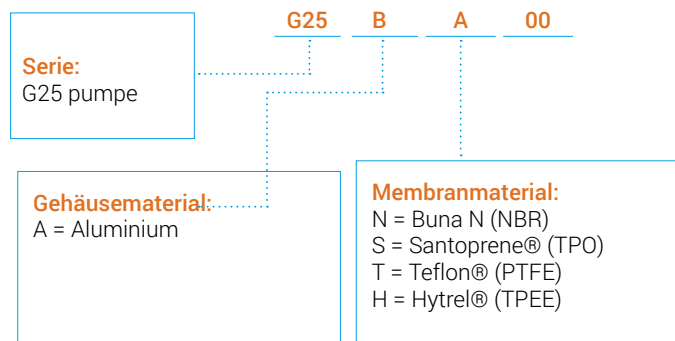 G25 B A 00
Serie:
G25 pumpe
Gehäusematerial:
A = Aluminium
Membranmaterial:
N = Buna N (NBR)
S = Santoprene® (TPO)
T = Teflon® (PTFE)
H = Hytrel® (TPEE)